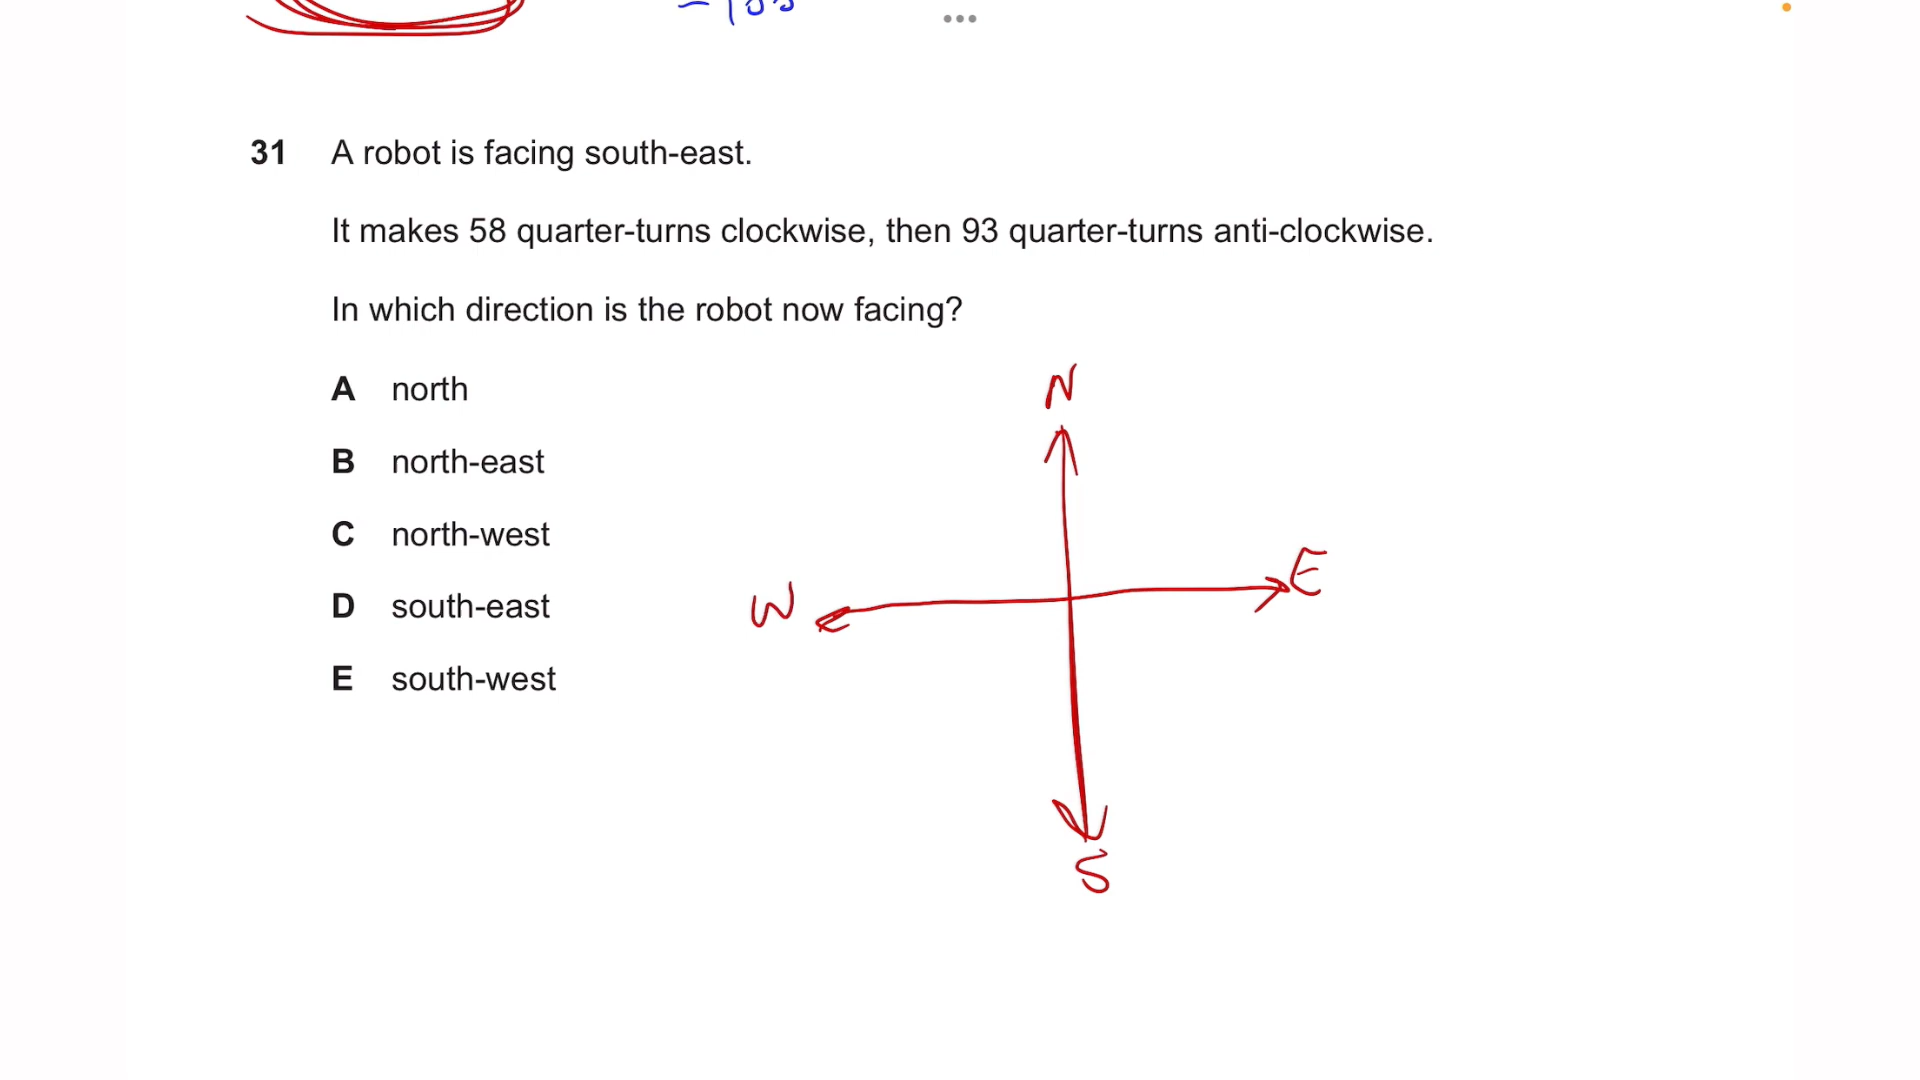 31 A robot is facing south-east.
It makes 58 quarter-turns clockwise, then 93 quarter-turns anti-clockwise.
In which direction is the robot now facing?
A north
N
B north-east
C north-west
E
D south-east
W
E south-west
S